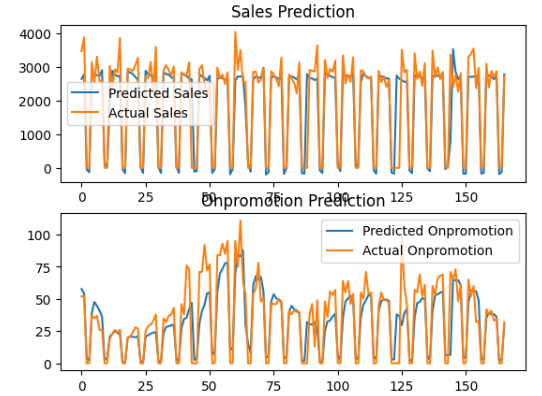 Sales Prediction
4000
3000
2000
1000
0
Predicted Sales
Actual Sales
0 25 50 75 100 125 150
Onpromotion Prediction
100
75
50
25
0
Predicted Onpromotion
Actual Onpromotion
0 25 50 75 100 125 150